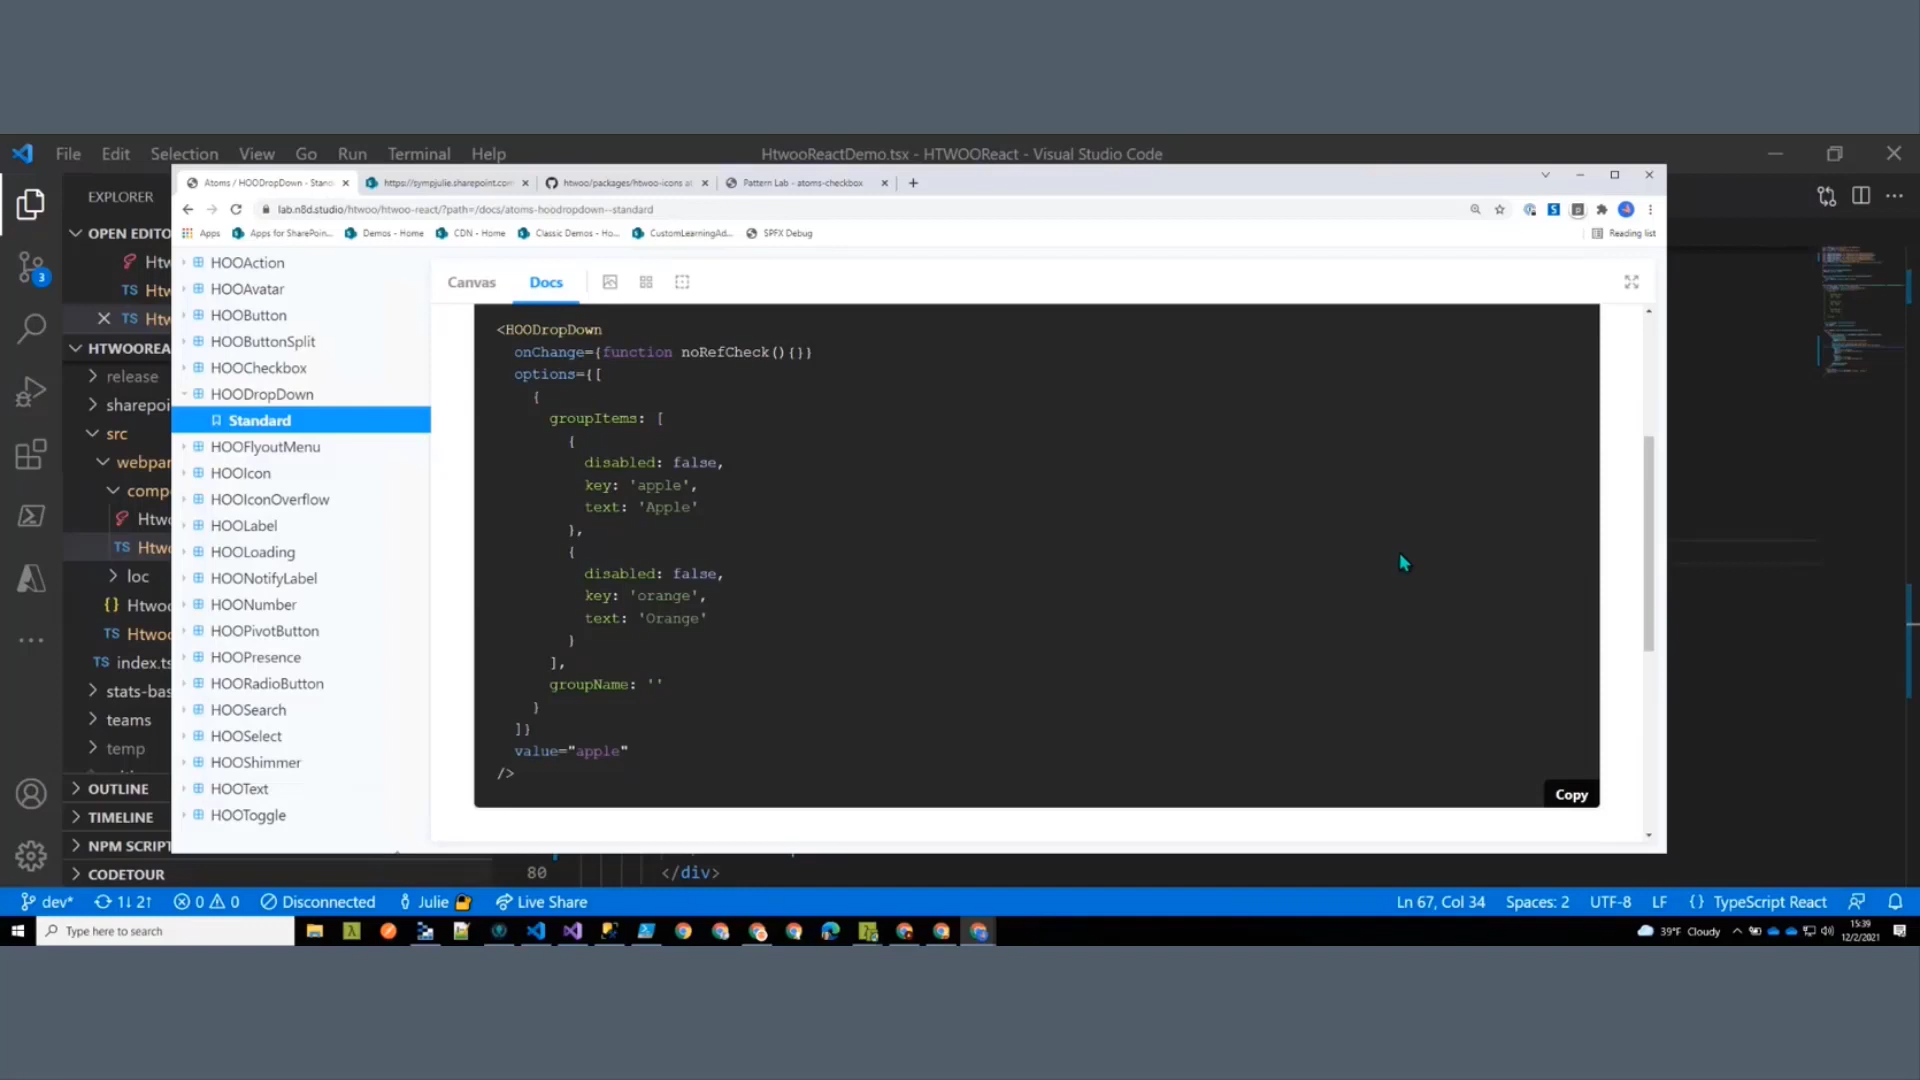 File Edit Selection View Go Run Terminal Help
HtwooReactDemo.tsx - HTWOOReact - Visual Studio Code
EXPLORER
OPEN EDITO
Htw
TS Htw
TS Htw
HTWOOREA
release
sharepoi
src
webpar
comp
Htwo
TS Htwo
loc
{} Htwoo
TS Htwoo
TS index.ts
stats-bas
teams
temp
OUTLINE
TIMELINE
NPM SCRIPT
CODETOUR
3
Atoms / HOODropDown - Stand
https://sympjulie.sharepoint.com
htwoo/packages/htwoo-icons at
Pattern Lab - atoms-checkbox
lab.n8d.studio/htwoo/htwoo-react/?path=/docs/atoms-hoodropdown--standard
Apps
Apps for SharePoin...
Demos - Home
CDN - Home
Classic Demos - Ho...
CustomLearningAd...
SPFX Debug
Reading list
HOOAction
HOOAvatar
HOOButton
HOOButtonSplit
HOOCheckbox
HOODropDown
Standard
HOOFlyoutMenu
HOOIcon
HOOIconOverflow
HOOLabel
HOOLoading
HOONotifyLabel
HOONumber
HOOPivotButton
HOOPresence
HOORadioButton
HOOSearch
HOOSelect
HOOShimmer
HOOText
HOOToggle
Canvas Docs
<HOODropDown
onChange={function noRefCheck(){}}
options={[
{
groupItems: [
{
disabled: false,
key: 'apple',
text: 'Apple'
},
{
disabled: false,
key: 'orange',
text: 'Orange'
}
],
groupName: ''
}
]}
value="apple"
/>
Copy
80 </div>
dev* 1↓ 2↑ 0 0 Disconnected Julie Live Share
Ln 67, Col 34 Spaces: 2 UTF-8 LF {} TypeScript React
Type here to search
39°F Cloudy
15:39
12/2/2021